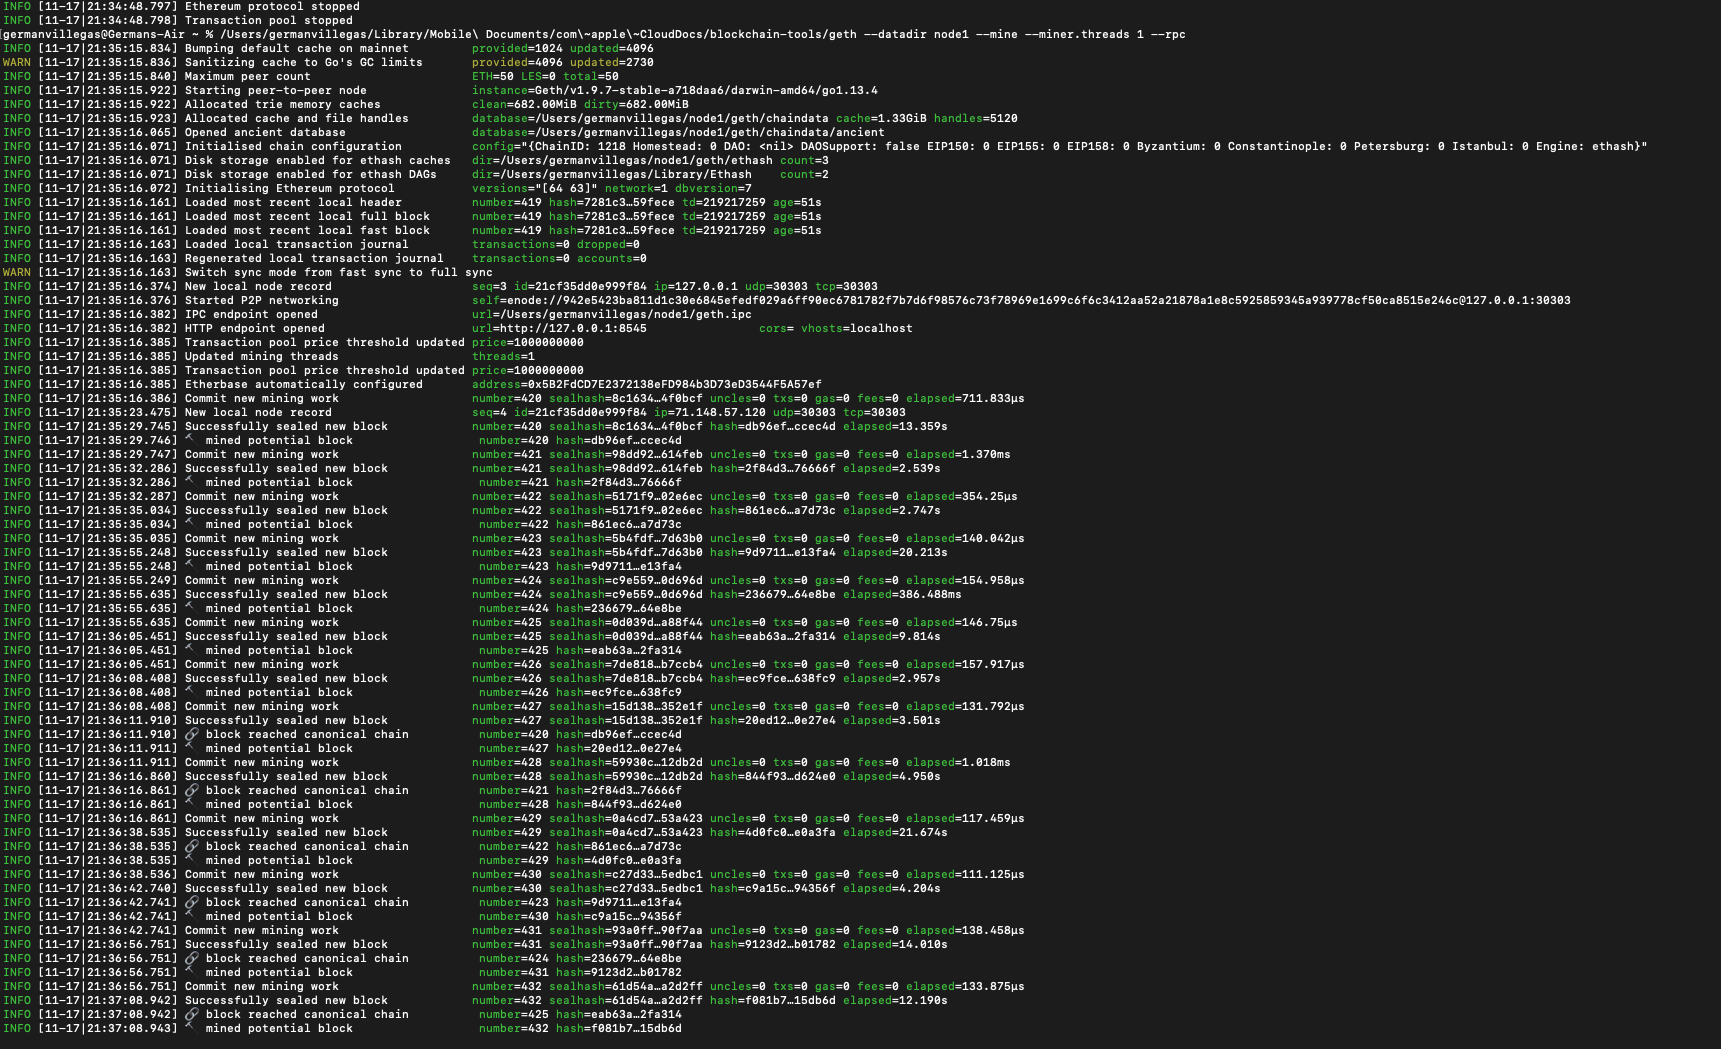 INFO [11-17|21:34:48.797] Ethereum protocol stopped
INFO [11-17|21:34:48.798] Transaction pool stopped
[germanvillegas@Germans-Air ~ % /Users/germanvillegas/Library/Mobile\ Documents/com\~apple\~CloudDocs/blockchain-tools/geth --datadir node1 --mine --miner.threads 1 --rpc
INFO [11-17|21:35:15.834] Bumping default cache on mainnet provided=1024 updated=4096
WARN [11-17|21:35:15.836] Sanitizing cache to Go's GC limits provided=4096 updated=2730
INFO [11-17|21:35:15.840] Maximum peer count ETH=50 LES=0 total=50
INFO [11-17|21:35:15.922] Starting peer-to-peer node instance=Geth/v1.9.7-stable-a718daa6/darwin-amd64/go1.13.4
INFO [11-17|21:35:15.922] Allocated trie memory caches clean=682.00MiB dirty=682.00MiB
INFO [11-17|21:35:15.923] Allocated cache and file handles database=/Users/germanvillegas/node1/geth/chaindata cache=1.33GiB handles=5120
INFO [11-17|21:35:16.065] Opened ancient database database=/Users/germanvillegas/node1/geth/chaindata/ancient
INFO [11-17|21:35:16.071] Initialised chain configuration config="{ChainID: 1218 Homestead: 0 DAO: <nil> DAOSupport: false EIP150: 0 EIP155: 0 EIP158: 0 Byzantium: 0 Constantinople: 0 Petersburg: 0 Istanbul: 0 Engine: ethash}"
INFO [11-17|21:35:16.071] Disk storage enabled for ethash caches dir=/Users/germanvillegas/node1/geth/ethash count=3
INFO [11-17|21:35:16.071] Disk storage enabled for ethash DAGs dir=/Users/germanvillegas/Library/Ethash count=2
INFO [11-17|21:35:16.072] Initialising Ethereum protocol versions="[64 63]" network=1 dbversion=7
INFO [11-17|21:35:16.161] Loaded most recent local header number=419 hash=7281c3…59fece td=219217259 age=51s
INFO [11-17|21:35:16.161] Loaded most recent local full block number=419 hash=7281c3…59fece td=219217259 age=51s
INFO [11-17|21:35:16.161] Loaded most recent local fast block number=419 hash=7281c3…59fece td=219217259 age=51s
INFO [11-17|21:35:16.163] Loaded local transaction journal transactions=0 dropped=0
INFO [11-17|21:35:16.163] Regenerated local transaction journal transactions=0 accounts=0
WARN [11-17|21:35:16.163] Switch sync mode from fast sync to full sync
INFO [11-17|21:35:16.374] New local node record seq=3 id=21cf35dd0e999f84 ip=127.0.0.1 udp=30303 tcp=30303
INFO [11-17|21:35:16.376] Started P2P networking self=enode://942e5423ba811d1c30e6845efedf029a6ff90ec6781782f7b7d6f98576c73f78969e1699c6f6c3412aa52a21878a1e8c5925859345a939778cf50ca8515e246c@127.0.0.1:30303
INFO [11-17|21:35:16.382] IPC endpoint opened url=/Users/germanvillegas/node1/geth.ipc
INFO [11-17|21:35:16.382] HTTP endpoint opened url=http://127.0.0.1:8545 cors= vhosts=localhost
INFO [11-17|21:35:16.385] Transaction pool price threshold updated price=1000000000
INFO [11-17|21:35:16.385] Updated mining threads threads=1
INFO [11-17|21:35:16.385] Transaction pool price threshold updated price=1000000000
INFO [11-17|21:35:16.385] Etherbase automatically configured address=0x5B2FdCD7E2372138eFD984b3D73eD3544F5A57ef
INFO [11-17|21:35:16.386] Commit new mining work number=420 sealhash=8c1634…4f0bcf uncles=0 txs=0 gas=0 fees=0 elapsed=711.833µs
INFO [11-17|21:35:23.475] New local node record seq=4 id=21cf35dd0e999f84 ip=71.148.57.120 udp=30303 tcp=30303
INFO [11-17|21:35:29.745] Successfully sealed new block number=420 sealhash=8c1634…4f0bcf hash=db96ef…ccec4d elapsed=13.359s
INFO [11-17|21:35:29.746] 🔨 mined potential block number=420 hash=db96ef…ccec4d
INFO [11-17|21:35:29.747] Commit new mining work number=421 sealhash=98dd92…614feb uncles=0 txs=0 gas=0 fees=0 elapsed=1.370ms
INFO [11-17|21:35:32.286] Successfully sealed new block number=421 sealhash=98dd92…614feb hash=2f84d3…76666f elapsed=2.539s
INFO [11-17|21:35:32.286] 🔨 mined potential block number=421 hash=2f84d3…76666f
INFO [11-17|21:35:32.287] Commit new mining work number=422 sealhash=5171f9…02e6ec uncles=0 txs=0 gas=0 fees=0 elapsed=354.25µs
INFO [11-17|21:35:35.034] Successfully sealed new block number=422 sealhash=5171f9…02e6ec hash=861ec6…a7d73c elapsed=2.747s
INFO [11-17|21:35:35.034] 🔨 mined potential block number=422 hash=861ec6…a7d73c
INFO [11-17|21:35:35.035] Commit new mining work number=423 sealhash=5b4fdf…7d63b0 uncles=0 txs=0 gas=0 fees=0 elapsed=140.042µs
INFO [11-17|21:35:55.248] Successfully sealed new block number=423 sealhash=5b4fdf…7d63b0 hash=9d9711…e13fa4 elapsed=20.213s
INFO [11-17|21:35:55.248] 🔨 mined potential block number=423 hash=9d9711…e13fa4
INFO [11-17|21:35:55.249] Commit new mining work number=424 sealhash=c9e559…0d696d uncles=0 txs=0 gas=0 fees=0 elapsed=154.958µs
INFO [11-17|21:35:55.635] Successfully sealed new block number=424 sealhash=c9e559…0d696d hash=236679…64e8be elapsed=386.488ms
INFO [11-17|21:35:55.635] 🔨 mined potential block number=424 hash=236679…64e8be
INFO [11-17|21:35:55.635] Commit new mining work number=425 sealhash=0d039d…a88f44 uncles=0 txs=0 gas=0 fees=0 elapsed=146.75µs
INFO [11-17|21:36:05.451] Successfully sealed new block number=425 sealhash=0d039d…a88f44 hash=eab63a…2fa314 elapsed=9.814s
INFO [11-17|21:36:05.451] 🔨 mined potential block number=425 hash=eab63a…2fa314
INFO [11-17|21:36:05.451] Commit new mining work number=426 sealhash=7de818…b7ccb4 uncles=0 txs=0 gas=0 fees=0 elapsed=157.917µs
INFO [11-17|21:36:08.408] Successfully sealed new block number=426 sealhash=7de818…b7ccb4 hash=ec9fce…638fc9 elapsed=2.957s
INFO [11-17|21:36:08.408] 🔨 mined potential block number=426 hash=ec9fce…638fc9
INFO [11-17|21:36:08.408] Commit new mining work number=427 sealhash=15d138…352e1f uncles=0 txs=0 gas=0 fees=0 elapsed=131.792µs
INFO [11-17|21:36:11.910] Successfully sealed new block number=427 sealhash=15d138…352e1f hash=20ed12…0e27e4 elapsed=3.501s
INFO [11-17|21:36:11.910] 🔗 block reached canonical chain number=420 hash=db96ef…ccec4d
INFO [11-17|21:36:11.911] 🔨 mined potential block number=427 hash=20ed12…0e27e4
INFO [11-17|21:36:11.911] Commit new mining work number=428 sealhash=59930c…12db2d uncles=0 txs=0 gas=0 fees=0 elapsed=1.018ms
INFO [11-17|21:36:16.860] Successfully sealed new block number=428 sealhash=59930c…12db2d hash=844f93…d624e0 elapsed=4.950s
INFO [11-17|21:36:16.861] 🔗 block reached canonical chain number=421 hash=2f84d3…76666f
INFO [11-17|21:36:16.861] 🔨 mined potential block number=428 hash=844f93…d624e0
INFO [11-17|21:36:16.861] Commit new mining work number=429 sealhash=0a4cd7…53a423 uncles=0 txs=0 gas=0 fees=0 elapsed=117.459µs
INFO [11-17|21:36:38.535] Successfully sealed new block number=429 sealhash=0a4cd7…53a423 hash=4d0fc0…e0a3fa elapsed=21.674s
INFO [11-17|21:36:38.535] 🔗 block reached canonical chain number=422 hash=861ec6…a7d73c
INFO [11-17|21:36:38.535] 🔨 mined potential block number=429 hash=4d0fc0…e0a3fa
INFO [11-17|21:36:38.536] Commit new mining work number=430 sealhash=c27d33…5edbc1 uncles=0 txs=0 gas=0 fees=0 elapsed=111.125µs
INFO [11-17|21:36:42.740] Successfully sealed new block number=430 sealhash=c27d33…5edbc1 hash=c9a15c…94356f elapsed=4.204s
INFO [11-17|21:36:42.741] 🔗 block reached canonical chain number=423 hash=9d9711…e13fa4
INFO [11-17|21:36:42.741] 🔨 mined potential block number=430 hash=c9a15c…94356f
INFO [11-17|21:36:42.741] Commit new mining work number=431 sealhash=93a0ff…90f7aa uncles=0 txs=0 gas=0 fees=0 elapsed=138.458µs
INFO [11-17|21:36:56.751] Successfully sealed new block number=431 sealhash=93a0ff…90f7aa hash=9123d2…b01782 elapsed=14.010s
INFO [11-17|21:36:56.751] 🔗 block reached canonical chain number=424 hash=236679…64e8be
INFO [11-17|21:36:56.751] 🔨 mined potential block number=431 hash=9123d2…b01782
INFO [11-17|21:36:56.751] Commit new mining work number=432 sealhash=61d54a…a2d2ff uncles=0 txs=0 gas=0 fees=0 elapsed=133.875µs
INFO [11-17|21:37:08.942] Successfully sealed new block number=432 sealhash=61d54a…a2d2ff hash=f081b7…15db6d elapsed=12.190s
INFO [11-17|21:37:08.942] 🔗 block reached canonical chain number=425 hash=eab63a…2fa314
INFO [11-17|21:37:08.943] 🔨 mined potential block number=432 hash=f081b7…15db6d